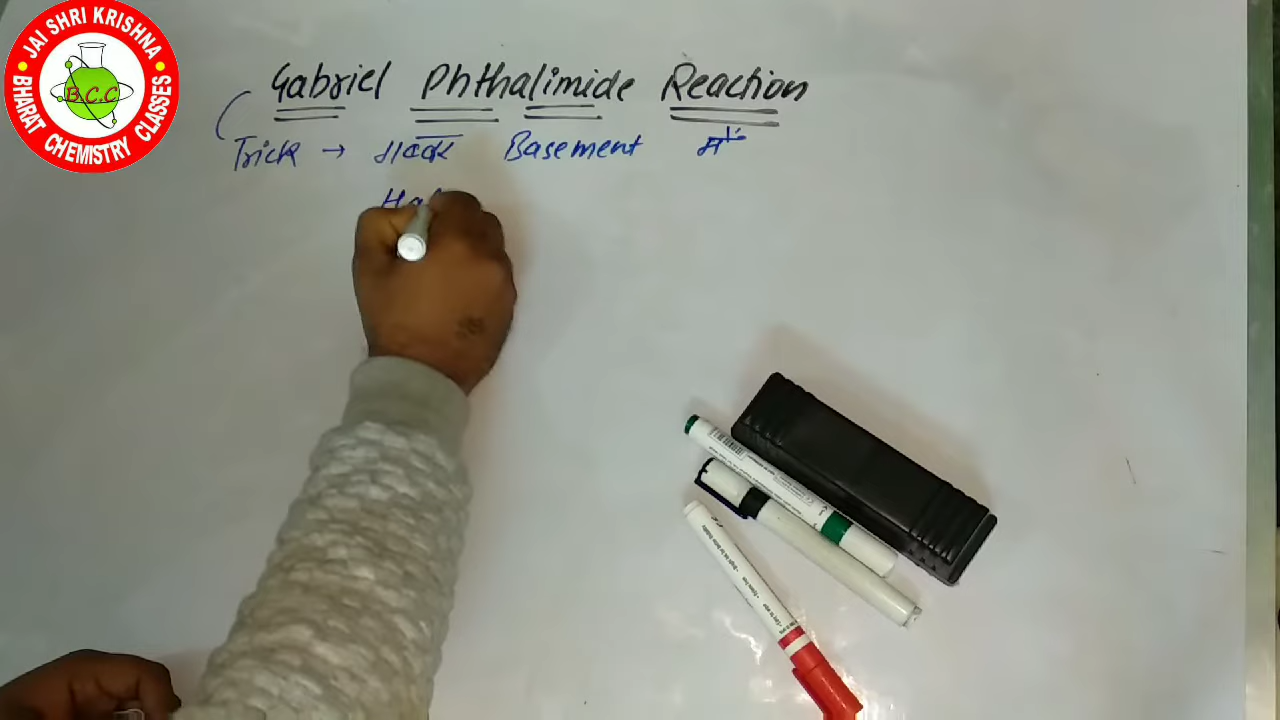 JAI SHRI KRISHNA
B.C.C
BHARAT CHEMISTRY CLASSES
Gabriel Phthalimide Reaction
Trick → Basement में